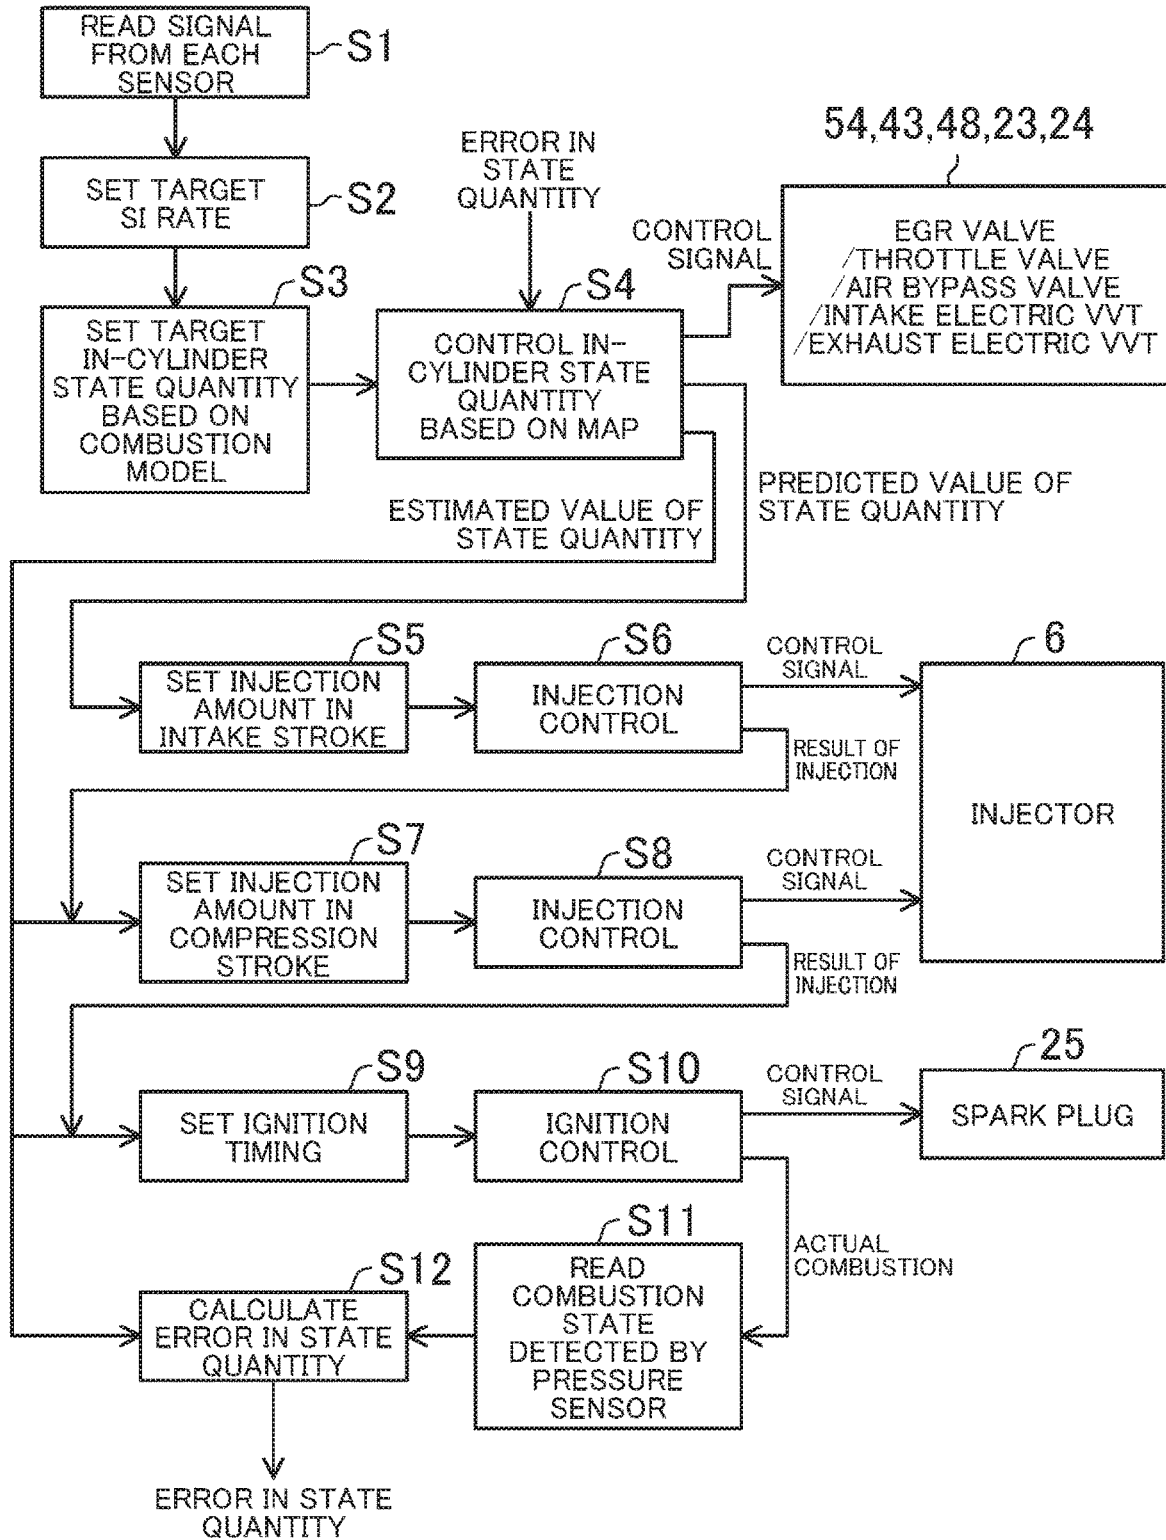 READ SIGNAL
FROM EACH
SENSOR
S1
SET TARGET
SI RATE
S2
ERROR IN
STATE
QUANTITY
54,43,48,23,24
CONTROL
SIGNAL
EGR VALVE
/THROTTLE VALVE
/AIR BYPASS VALVE
/INTAKE ELECTRIC VVT
/EXHAUST ELECTRIC VVT
S3
SET TARGET
IN-CYLINDER
STATE QUANTITY
BASED ON
COMBUSTION
MODEL
S4
CONTROL IN-
CYLINDER STATE
QUANTITY
BASED ON MAP
ESTIMATED VALUE OF
STATE QUANTITY
PREDICTED VALUE OF
STATE QUANTITY
S5
SET INJECTION
AMOUNT IN
INTAKE STROKE
S6
INJECTION
CONTROL
CONTROL
SIGNAL
6
INJECTOR
RESULT OF
INJECTION
S7
SET INJECTION
AMOUNT IN
COMPRESSION
STROKE
S8
INJECTION
CONTROL
CONTROL
SIGNAL
RESULT OF
INJECTION
S9
SET IGNITION
TIMING
S10
IGNITION
CONTROL
CONTROL
SIGNAL
25
SPARK PLUG
ACTUAL
COMBUSTION
S11
READ
COMBUSTION
STATE
DETECTED BY
PRESSURE
SENSOR
S12
CALCULATE
ERROR IN STATE
QUANTITY
ERROR IN STATE
QUANTITY